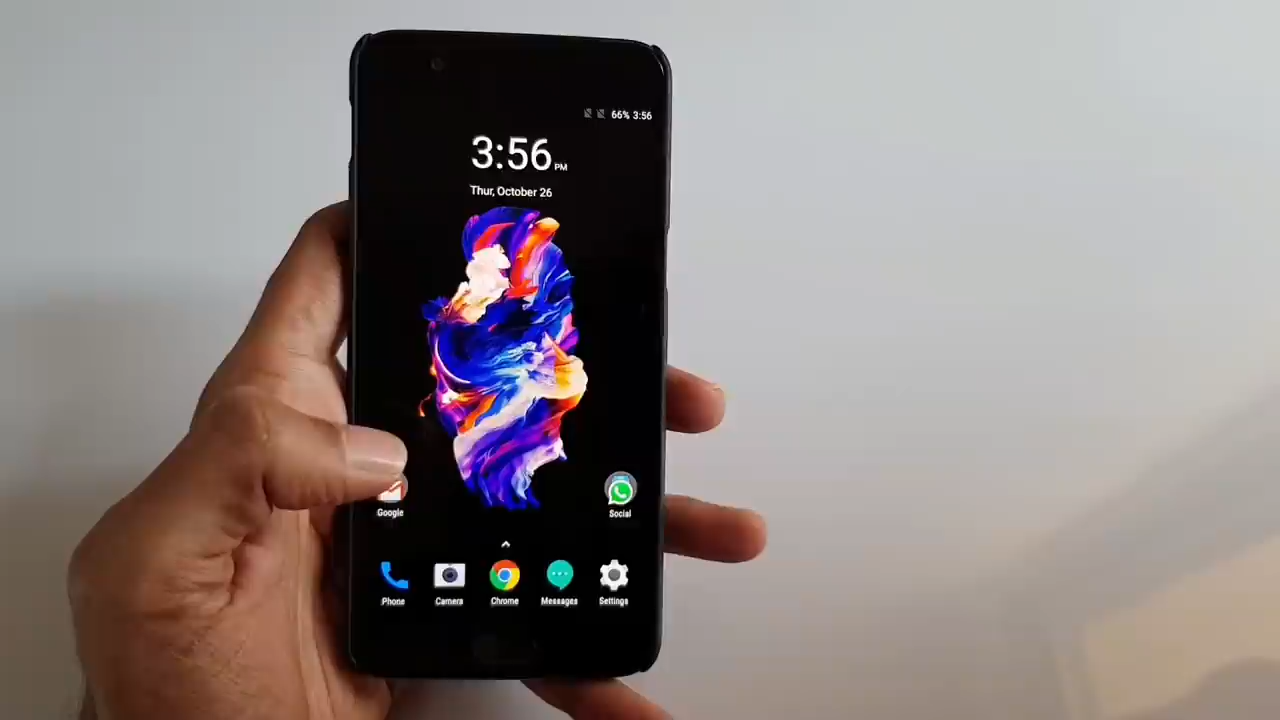 66% 3:56
3:56 PM
Thur, October 26
Google
Social
Phone
Camera
Chrome
Messages
Settings